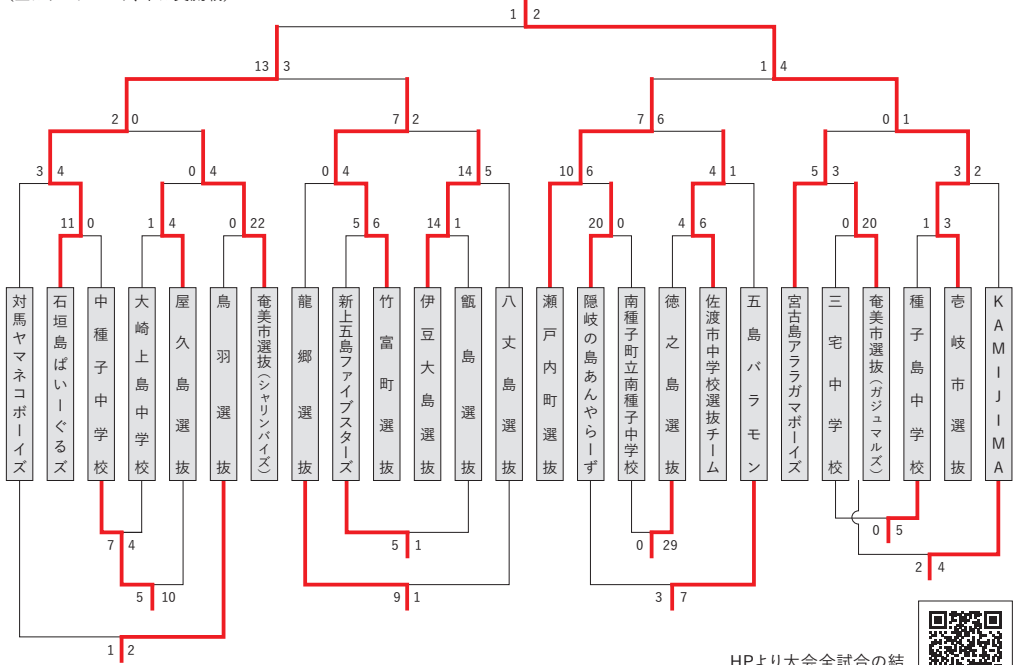 1 2
13 3
1 4
2 0
7 2
7 6
0 1
3 4
0 4
0 4
14 5
10 6
4 1
5 3
3 2
11 0
1 4
0 22
5 6
14 1
20 0
4 6
0 20
1 3
対馬ヤマネコボーイズ
石垣島ぱいーぐるズ
中種子中学校
大崎上島中学校
屋久島選抜
鳥羽選抜
奄美市選抜(シャリンバイズ)
龍郷選抜
新上五島ファイブスターズ
竹富町選抜
伊豆大島選抜
甑島選抜
八丈島選抜
瀬戸内町選抜
隠岐の島あんやらーず
南種子町立南種子中学校
徳之島選抜
佐渡市中学校選抜チーム
五島バラモン
宮古島アララガマボーイズ
三宅中学校
奄美市選抜(ガジュマルズ)
種子島中学校
壱岐市選抜
KAMIJIMA
7 4
5 1
0 29
0 5
2 4
5 10
9 1
3 7
1 2
HPより大会全試合の結